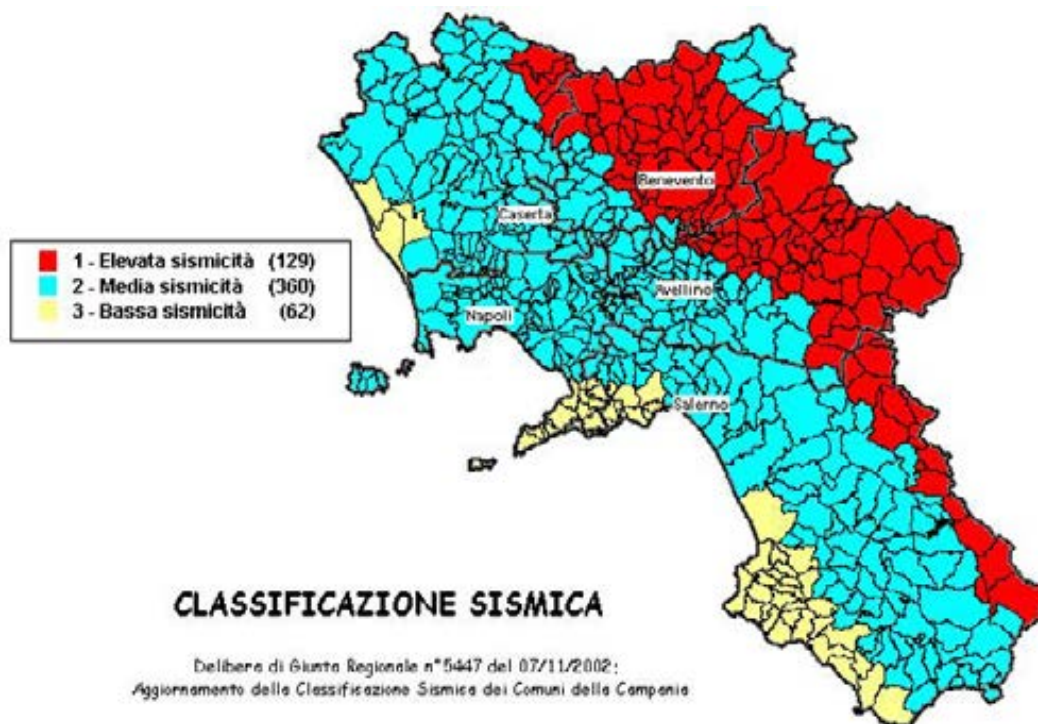 Benevento
Caserta
1 - Elevata sismicità (129)
2 - Media sismicità (360)
3 - Bassa sismicità (62)
Avellino
Napoli
Salerno
CLASSIFICAZIONE SISMICA
Delibera di Giunta Regionale n°5447 del 07/11/2002:
Aggiornamento della Classificazione Sismica dei Comuni della Campania